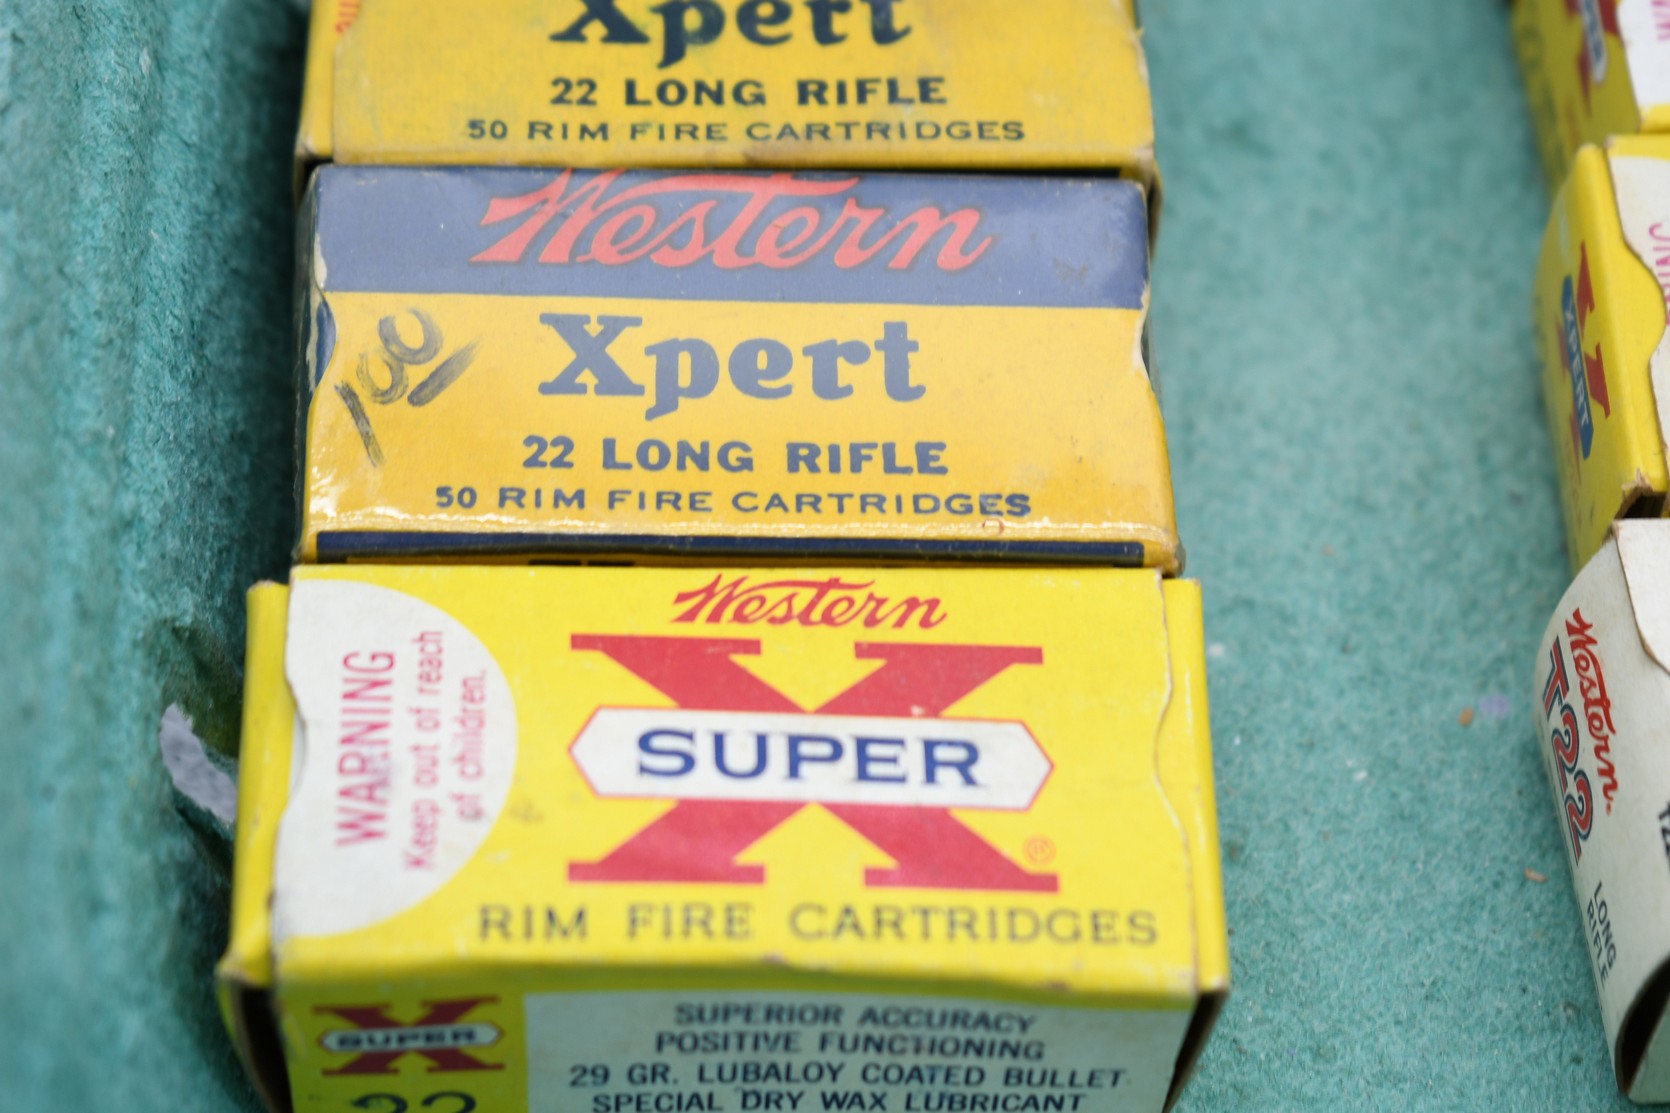 Xpert
22 LONG RIFLE
50 RIM FIRE CARTRIDGES
Western
Xpert
100
22 LONG RIFLE
50 RIM FIRE CARTRIDGES
Western
X
SUPER
®
RIM FIRE CARTRIDGES
WARNING
Keep out of reach
of children.
X
SUPER
22
SUPERIOR ACCURACY
POSITIVE FUNCTIONING
29 GR. LUBALOY COATED BULLET
SPECIAL DRY WAX LUBRICANT
X
XPERT
Western
T22
LONG
RIFLE